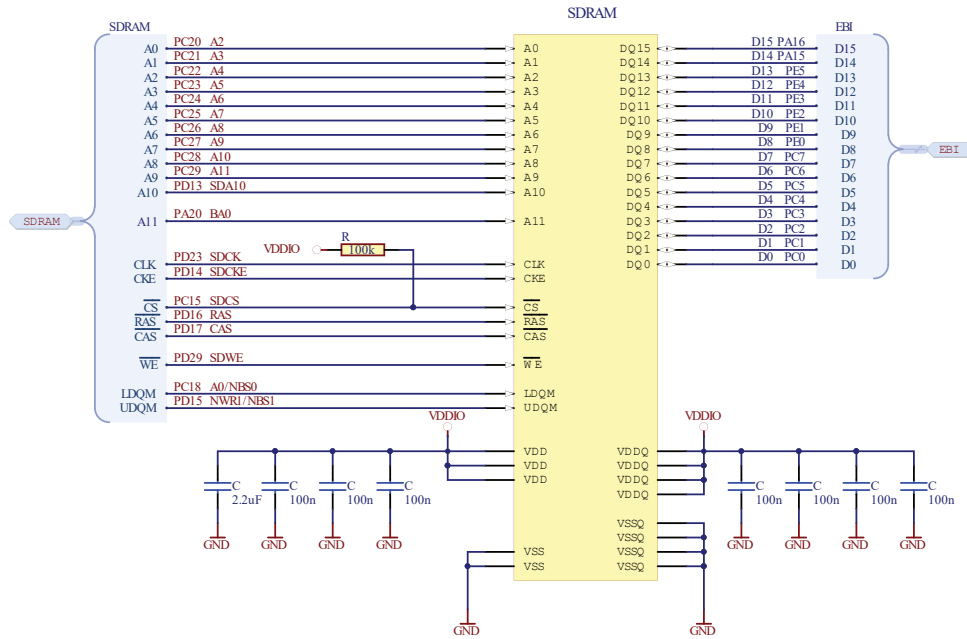 SDRAM
SDRAM EBI
A0 PC20 A2 A0 DQ15 D15 PA16 D15
A1 PC21 A3 A1 DQ14 D14 PA15 D14
A2 PC22 A4 A2 DQ13 D13 PE5 D13
A3 PC23 A5 A3 DQ12 D12 PE4 D12
A4 PC24 A6 A4 DQ11 D11 PE3 D11
A5 PC25 A7 A5 DQ10 D10 PE2 D10
A6 PC26 A8 A6 DQ9 D9 PE1 D9
A7 PC27 A9 A7 DQ8 D8 PE0 D8
EBI
A8 PC28 A10 A8 DQ7 D7 PC7 D7
A9 PC29 A11 A9 DQ6 D6 PC6 D6
A10 PD13 SDA10 A10 DQ5 D5 PC5 D5
DQ4 D4 PC4 D4
SDRAM A11 PA20 BA0 A11 DQ3 D3 PC3 D3
R DQ2 D2 PC2 D2
VDDIO 100k DQ1 D1 PC1 D1
CLK PD23 SDCK CLK DQ0 D0 PC0 D0
CKE PD14 SDCKE CKE
CS PC15 SDCS CS
RAS PD16 RAS RAS
CAS PD17 CAS CAS
WE PD29 SDWE WE
LDQM PC18 A0/NBS0 LDQM
UDQM PD15 NWR1/NBS1 UDQM
VDDIO VDDIO
VDD VDDQ
VDD VDDQ
VDD VDDQ
VDDQ
C C C C C C C C
2.2uF 100n 100n 100n 100n 100n 100n 100n
VSSQ
VSSQ
GND GND GND GND VSS VSSQ GND GND GND GND
VSS VSSQ
GND GND